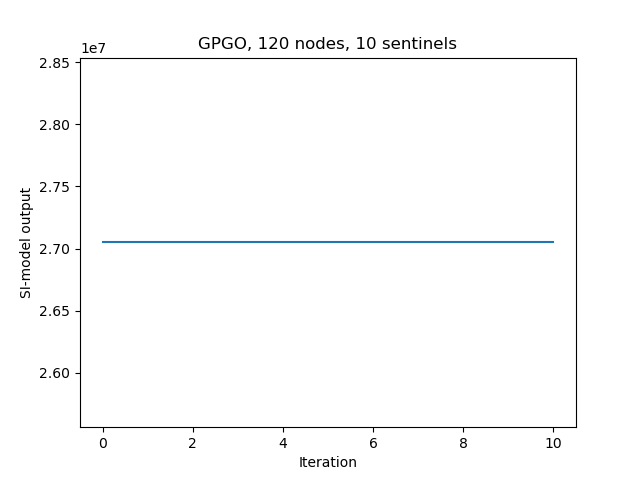 GPGO, 120 nodes, 10 sentinels
1e7
2.85
2.80
2.75
2.70
2.65
2.60
SI-model output
0 2 4 6 8 10
Iteration